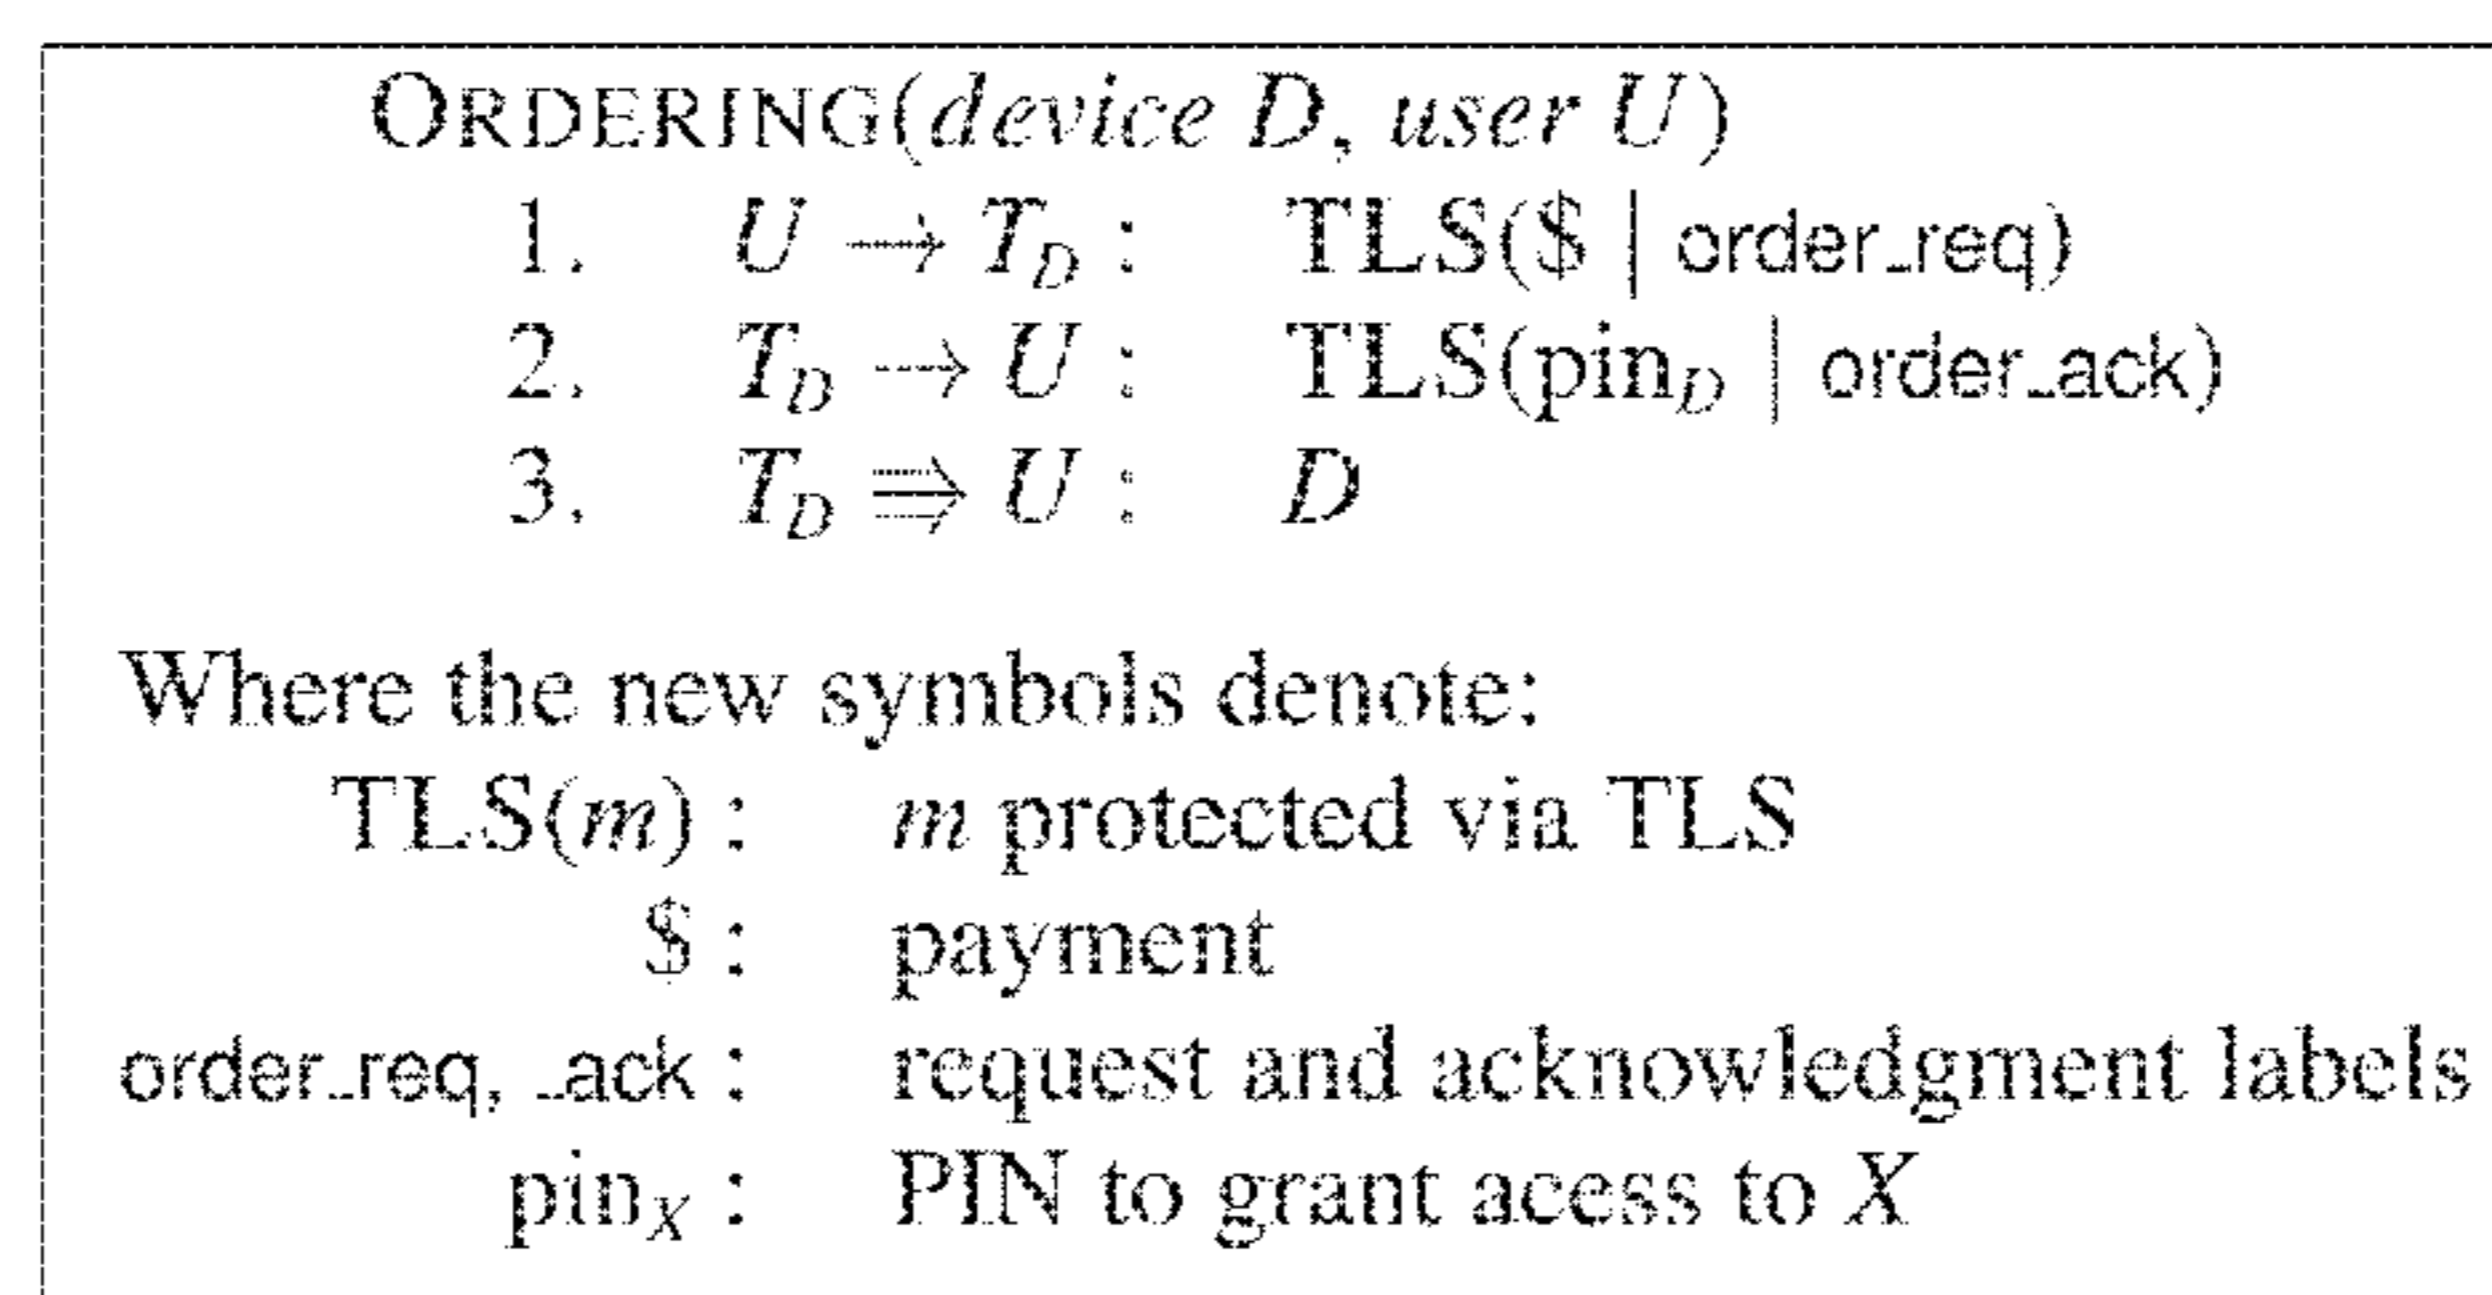 ORDERING(device D, user U)
1. U → T_D : TLS($ | order_req)
2. T_D → U : TLS(pin_D | order_ack)
3. T_D ⇛ U : D
Where the new symbols denote:
TLS(m) : m protected via TLS
$ : payment
order_req, _ack : request and acknowledgment labels
pin_X : PIN to grant acess to X